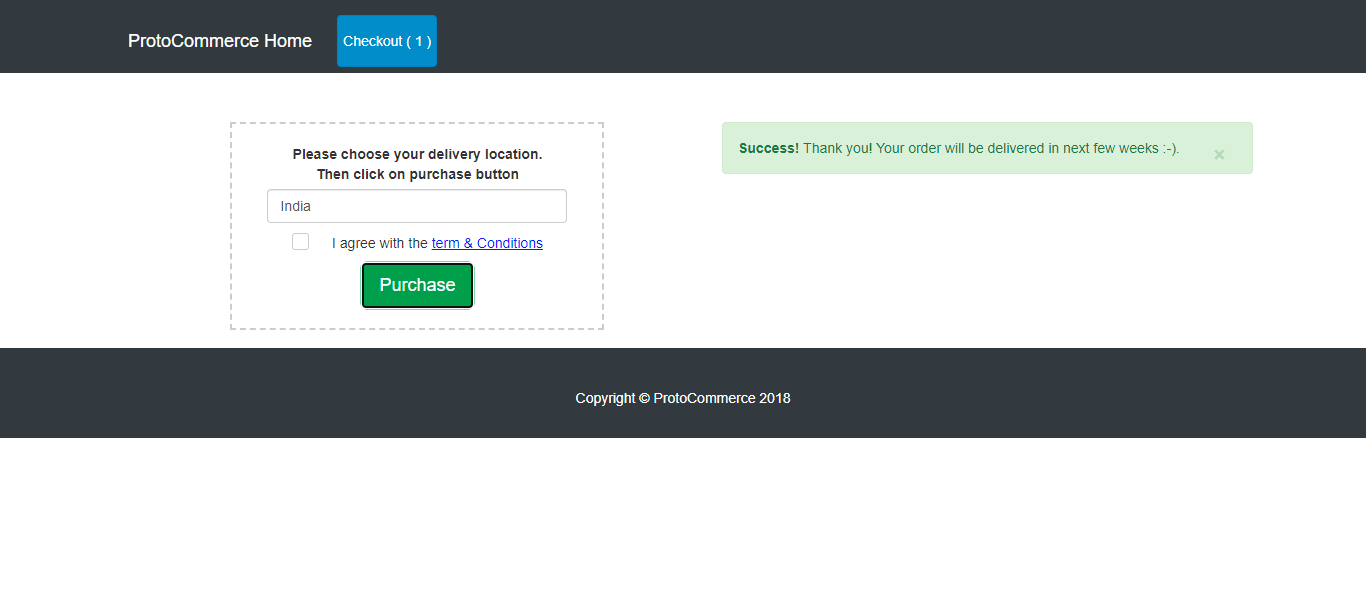 ProtoCommerce Home
Checkout ( 1 )
Please choose your delivery location.
Then click on purchase button
India
I agree with the term & Conditions
Purchase
Success! Thank you! Your order will be delivered in next few weeks :-).
×
Copyright © ProtoCommerce 2018